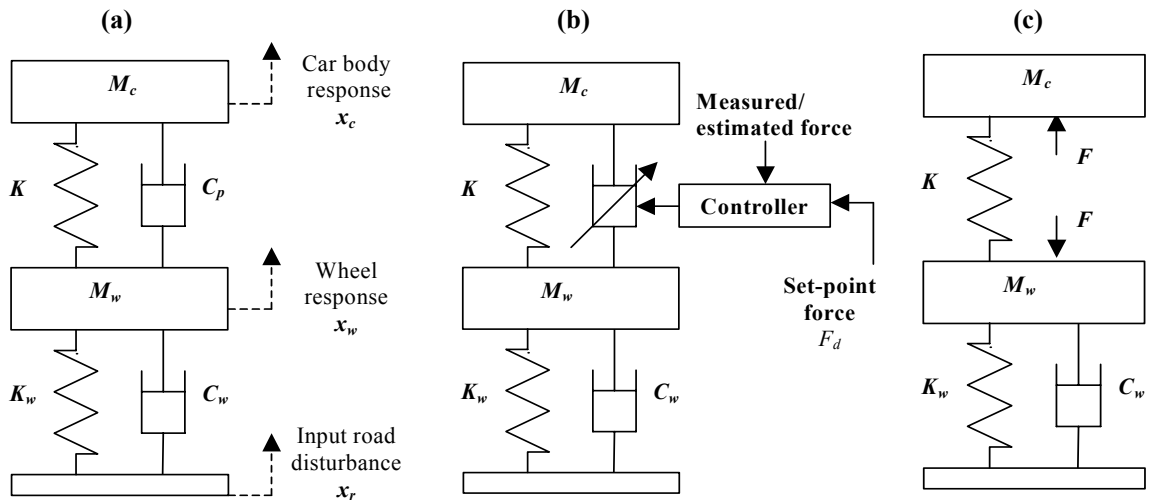 (a)
M_c
Car body
response
x_c
K
C_p
M_w
Wheel
response
x_w
K_w
C_w
Input road
disturbance
x_r
(b)
M_c
Measured/
estimated force
K
Controller
M_w
Set-point
force
F_d
K_w
C_w
(c)
M_c
F
K
F
M_w
K_w
C_w